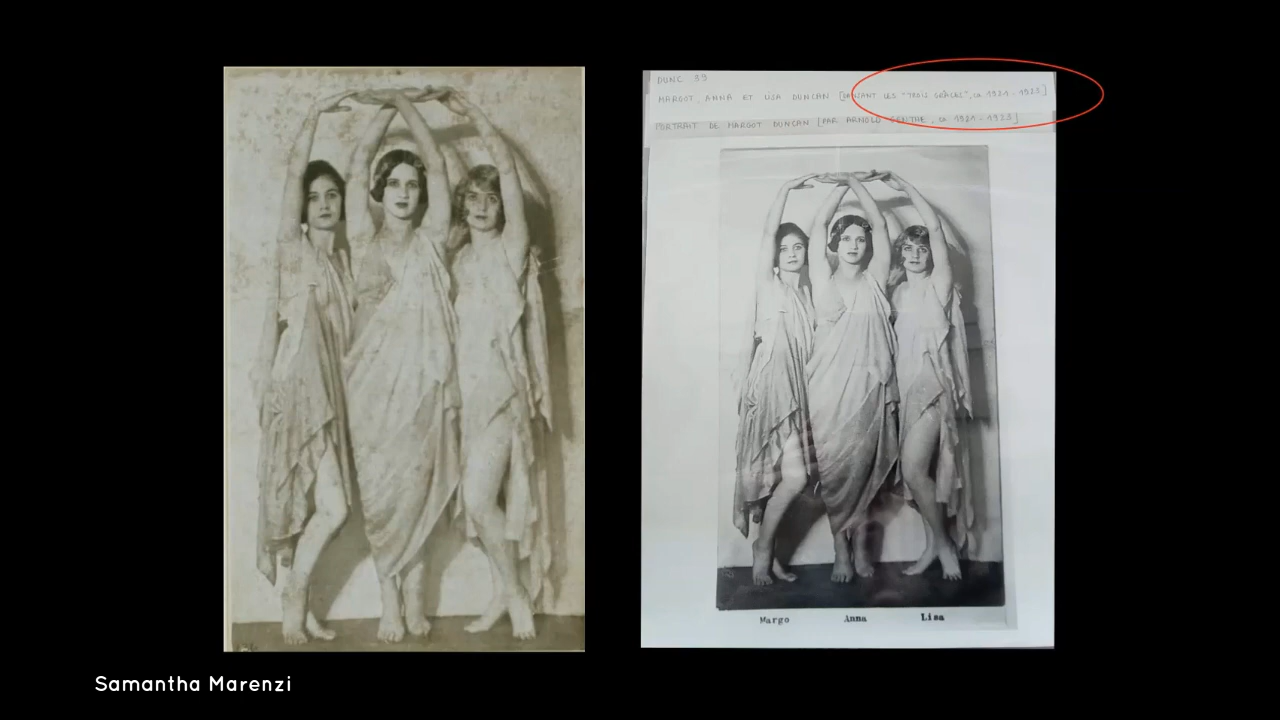 DUNC 39
MARGOT, ANNA ET LISA DUNCAN [DANSANT LES "TROIS GRÂCES", ca 1921 - 1923]
PORTRAIT DE MARGOT DUNCAN [PAR ARNOLD GENTHE, ca 1921 - 1923]
Margo Anna Lisa
Samantha Marenzi